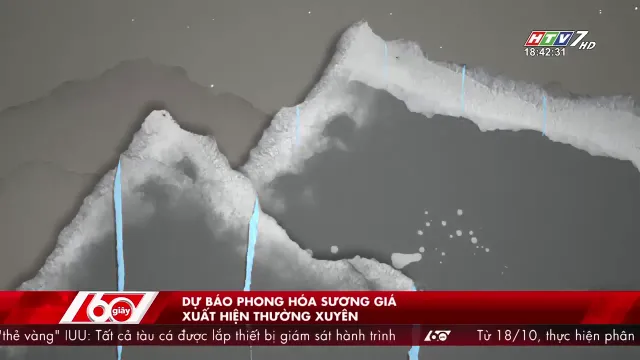 HTV7 HD
18:42:31
60 giây
DỰ BÁO PHONG HÓA SƯƠNG GIÁ
XUẤT HIỆN THƯỜNG XUYÊN
"thẻ vàng" IUU: Tất cả tàu cá được lắp thiết bị giám sát hành trình 60 Từ 18/10, thực hiện phân